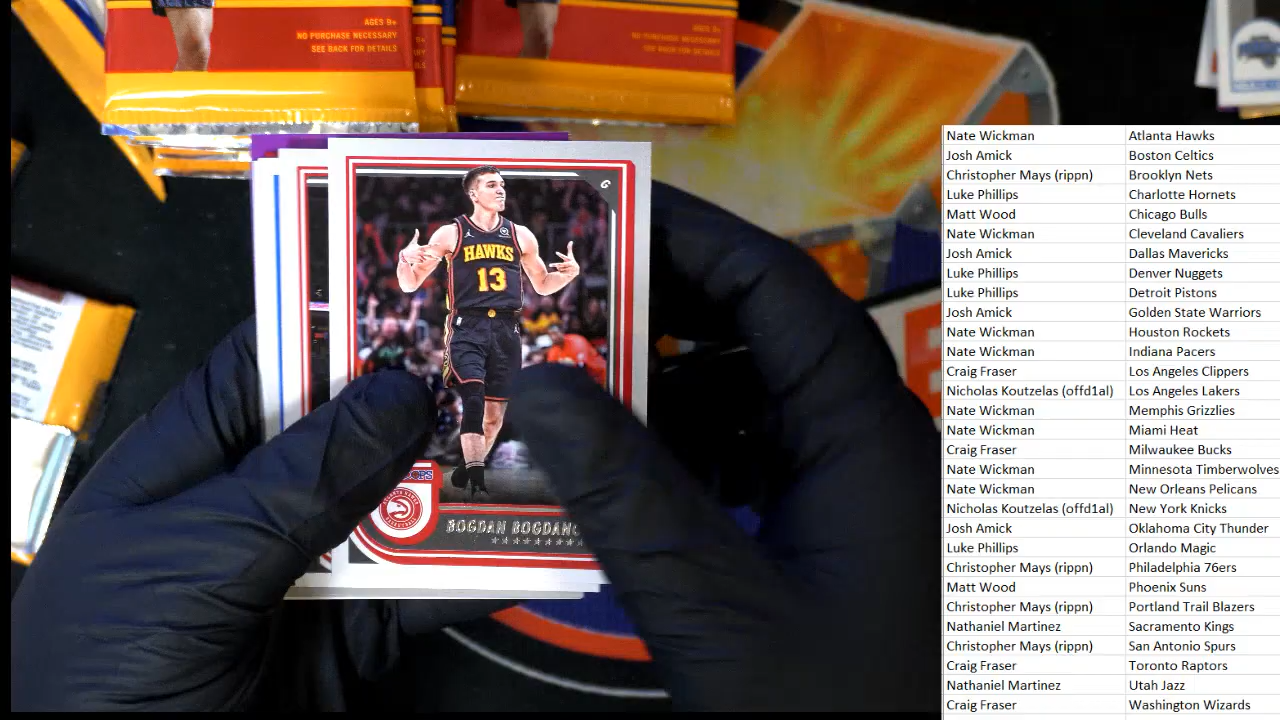 AGES 9+
NO PURCHASE NECESSARY
SEE BACK FOR DETAILS
AGES 9+
NO PURCHASE NECESSARY
SEE BACK FOR DETAILS
G
HAWKS
13
BOGDAN
Nate Wickman Atlanta Hawks
Josh Amick Boston Celtics
Christopher Mays (rippn) Brooklyn Nets
Luke Phillips Charlotte Hornets
Matt Wood Chicago Bulls
Nate Wickman Cleveland Cavaliers
Josh Amick Dallas Mavericks
Luke Phillips Denver Nuggets
Luke Phillips Detroit Pistons
Josh Amick Golden State Warriors
Nate Wickman Houston Rockets
Nate Wickman Indiana Pacers
Craig Fraser Los Angeles Clippers
Nicholas Koutzelas (offd1al) Los Angeles Lakers
Nate Wickman Memphis Grizzlies
Nate Wickman Miami Heat
Craig Fraser Milwaukee Bucks
Nate Wickman Minnesota Timberwolves
Nate Wickman New Orleans Pelicans
Nicholas Koutzelas (offd1al) New York Knicks
Josh Amick Oklahoma City Thunder
Luke Phillips Orlando Magic
Christopher Mays (rippn) Philadelphia 76ers
Matt Wood Phoenix Suns
Christopher Mays (rippn) Portland Trail Blazers
Nathaniel Martinez Sacramento Kings
Christopher Mays (rippn) San Antonio Spurs
Craig Fraser Toronto Raptors
Nathaniel Martinez Utah Jazz
Craig Fraser Washington Wizards